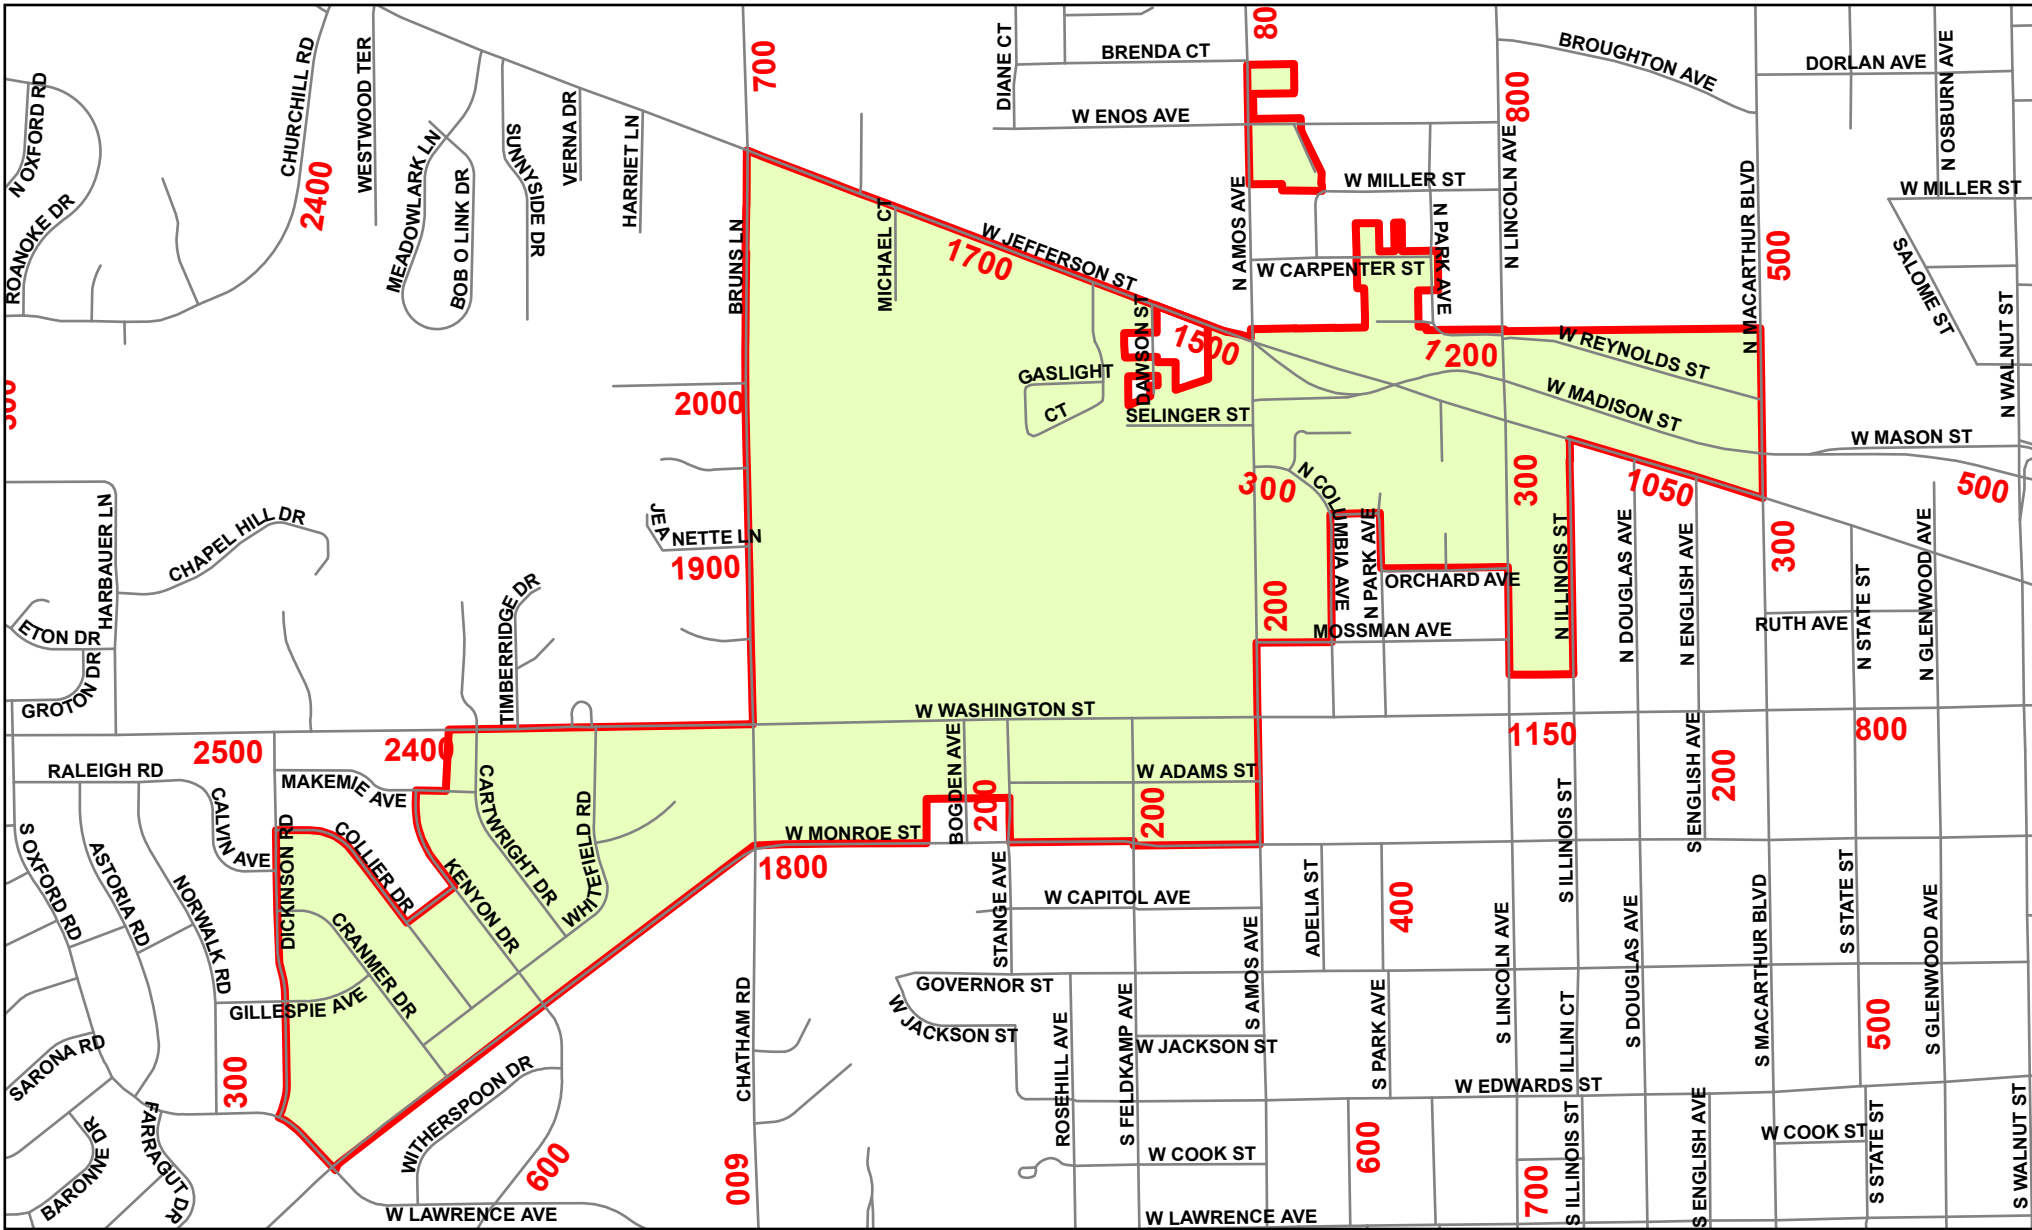 80
BRENDA CT
DIANE CT
CHURCHILL RD
WESTWOOD TER
700
BROUGHTON AVE
DORLAN AVE
N OSBURN AVE
N OXFORD RD
800
W ENOS AVE
VERNA DR
HARRIET LN
SUNNYSIDE DR
MEADOWLARK LN
BOB O LINK DR
2400
ROANOKE DR
N LINCOLN AVE
W MILLER ST
W MILLER ST
N MACARTHUR BLVD
500
SALOME ST
N WALNUT ST
BRUNS LN
MICHAEL CT
W JEFFERSON ST
1700
N AMOS AVE
N PARK AVE
W CARPENTER ST
DAWSON ST
1500
1200
W REYNOLDS ST
W MADISON ST
GASLIGHT
CT
SELINGER ST
2000
W MASON ST
500
300
N COLUMBIA AVE
300
1050
HARBAUER LN
CHAPEL HILL DR
JEA
NETTE LN
1900
N PARK AVE
ORCHARD AVE
N ILLINOIS ST
N DOUGLAS AVE
N ENGLISH AVE
300
N STATE ST
N GLENWOOD AVE
TIMBERRIDGE DR
200
MOSSMAN AVE
RUTH AVE
ETON DR
GROTON DR
W WASHINGTON ST
2500
2400
1150
800
RALEIGH RD
MAKEMIE AVE
BOGDEN AVE
200
W ADAMS ST
200
S ENGLISH AVE
200
CALVIN AVE
COLLIER DR
CARTWRIGHT DR
WHITEFIELD RD
W MONROE ST
1800
S ILLINOIS ST
S OXFORD RD
ASTORIA RD
NORWALK RD
DICKINSON RD
KENYON DR
CRANMER DR
GILLESPIE AVE
STANGE AVE
W CAPITOL AVE
ADELIA ST
400
S LINCOLN AVE
S DOUGLAS AVE
S MACARTHUR BLVD
S STATE ST
S GLENWOOD AVE
S AMOS AVE
GOVERNOR ST
W JACKSON ST
W JACKSON ST
CHATHAM RD
ROSEHILL AVE
S FELDKAMP AVE
S PARK AVE
ILLINI CT
500
W EDWARDS ST
SARONA RD
300
WITHERSPOON DR
FARRAGUT DR
BARONNE DR
600
600
W COOK ST
600
700
S ILLINOIS ST
S ENGLISH AVE
W COOK ST
S STATE ST
S WALNUT ST
W LAWRENCE AVE
W LAWRENCE AVE